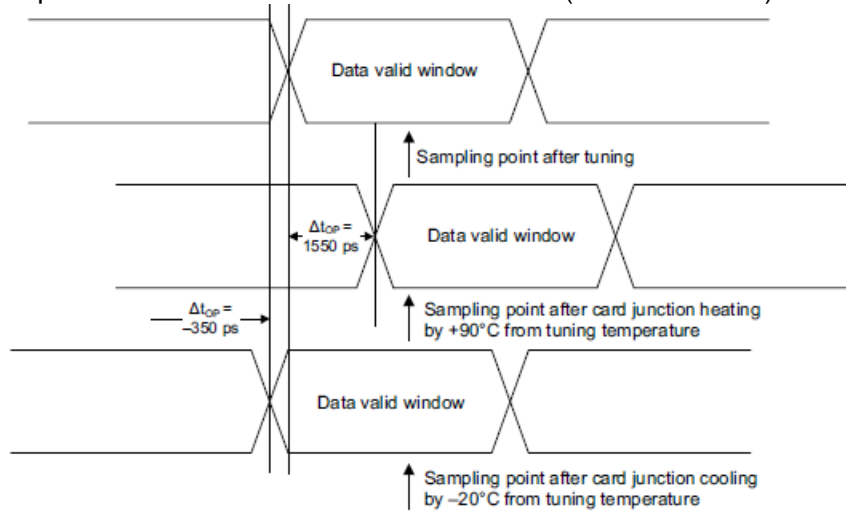 Data valid window
Sampling point after tuning
ΔtOP =
1550 ps
Data valid window
ΔtOP =
–350 ps
Sampling point after card junction heating
by +90°C from tuning temperature
Data valid window
Sampling point after card junction cooling
by –20°C from tuning temperature